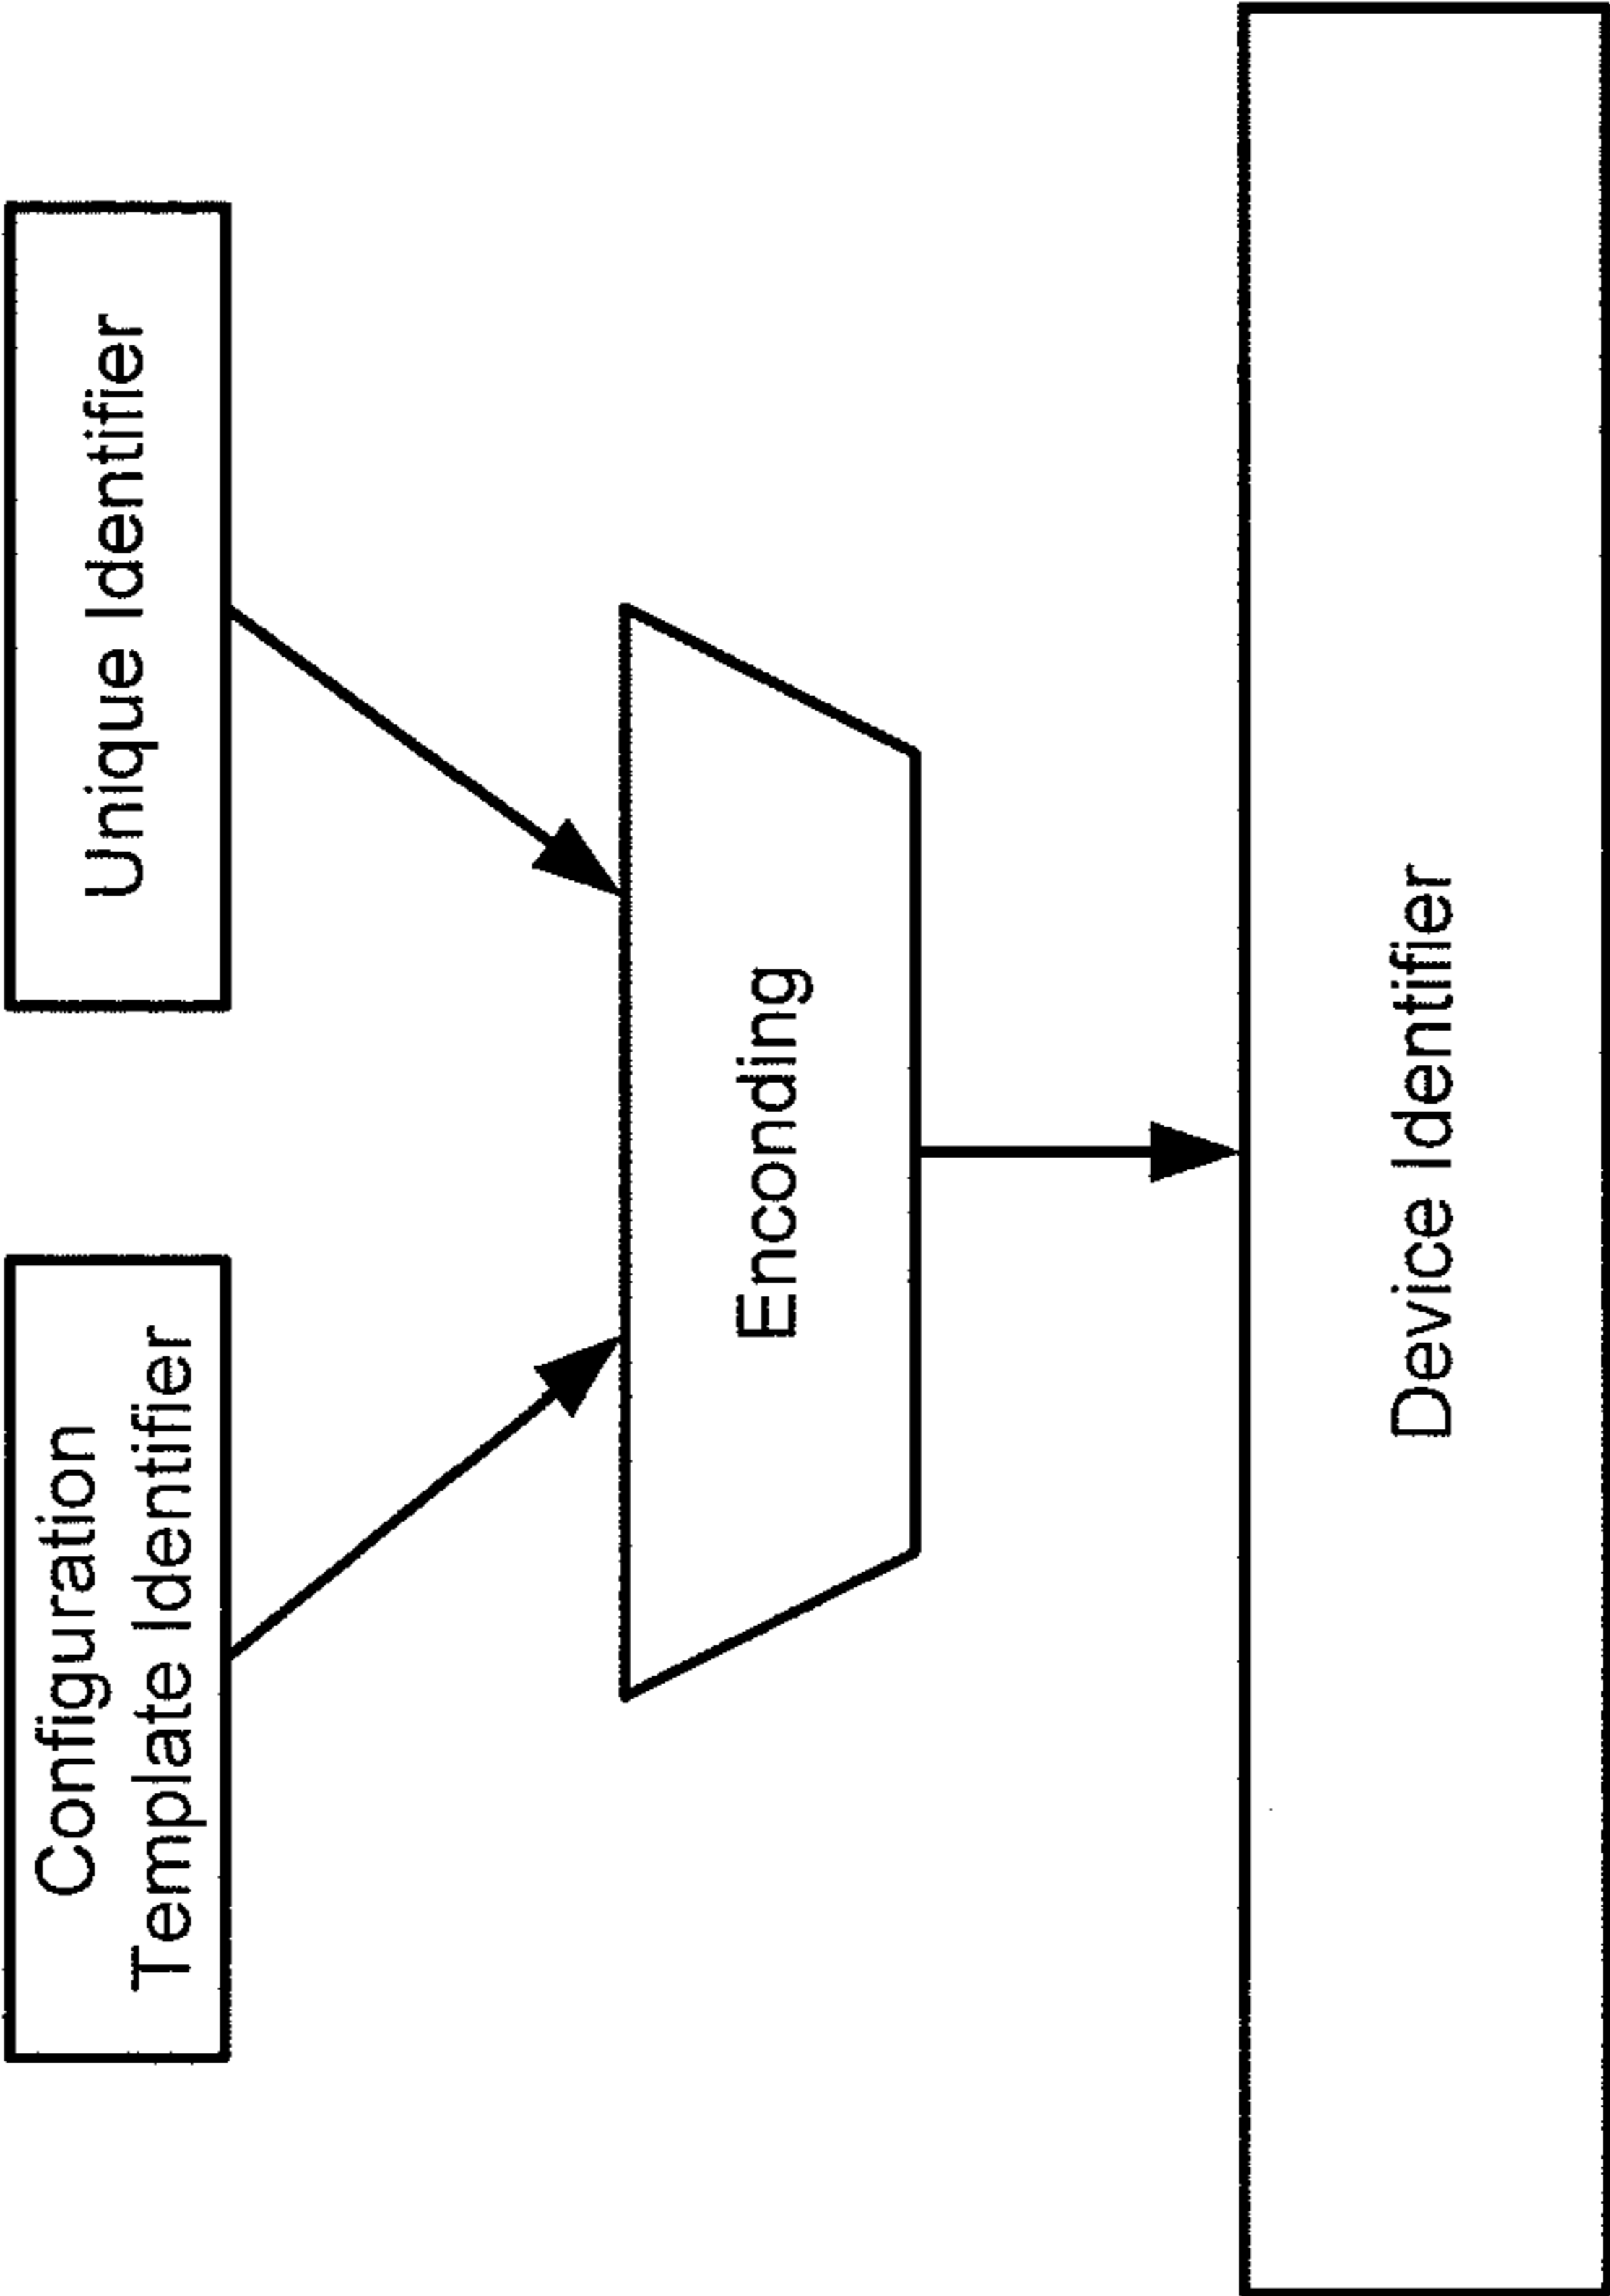 Configuration
Template Identifier
Unique Identifier
Enconding
Device Identifier